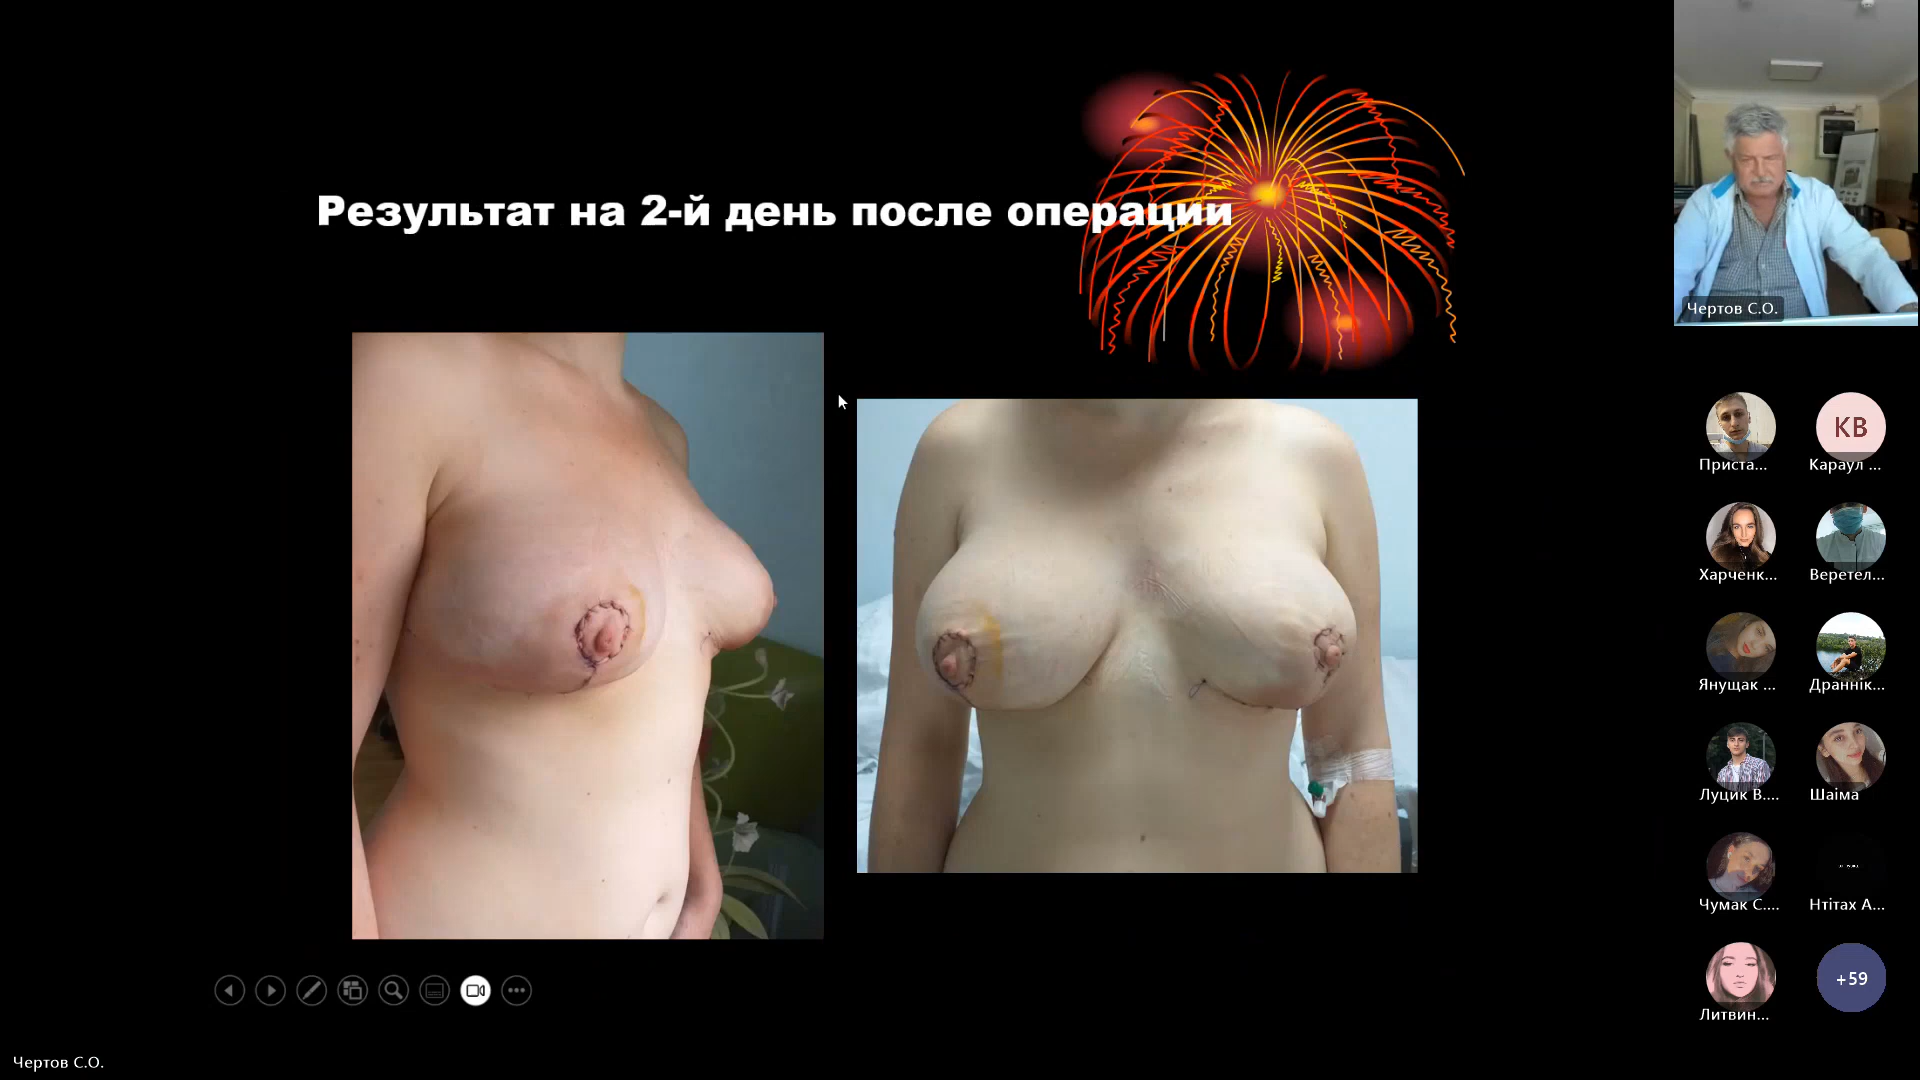 Результат на 2-й день после операции
Чертов С.О.
Приста...
КВ
Караул ...
Харченк...
Веретел...
Янущак ...
Драннік...
Луцик В....
Шаіма
Чумак С....
Нтітах А...
Литвин...
+59
Чертов С.О.